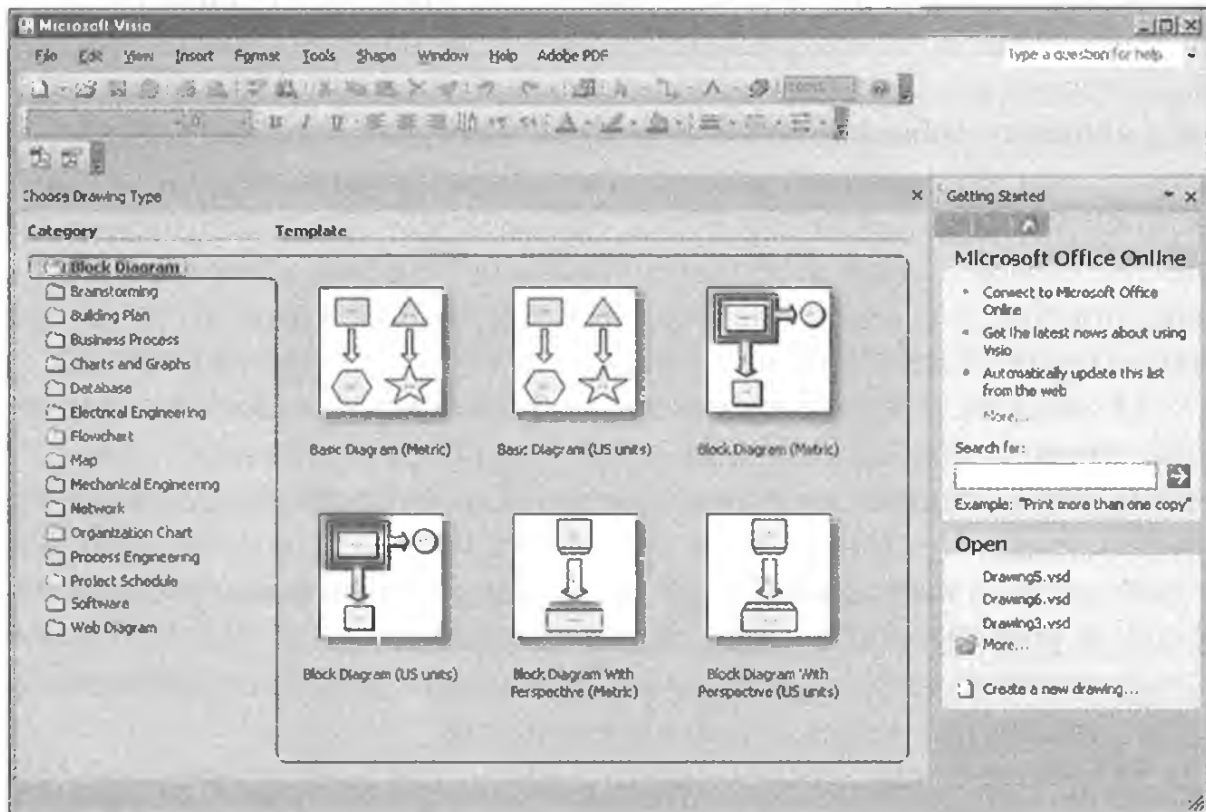 Microsoft Visio
File Edit View Insert Format Tools Shape Window Help Adobe PDF
Type a question for help
Choose Drawing Type
Category
Template
Block Diagram
Brainstorming
Building Plan
Business Process
Charts and Graphs
Database
Electrical Engineering
Flowchart
Map
Mechanical Engineering
Network
Organization Chart
Process Engineering
Project Schedule
Software
Web Diagram
Basic Diagram (Metric)
Basic Diagram (US units)
Block Diagram (Metric)
Block Diagram (US units)
Block Diagram With
Perspective (Metric)
Block Diagram With
Perspective (US units)
Getting Started
Microsoft Office Online
Connect to Microsoft Office
Online
Get the latest news about using
Visio
Automatically update this list
from the web
More...
Search for:
Example: "Print more than one copy"
Open
Drawing5.vsd
Drawing6.vsd
Drawing3.vsd
More...
Create a new drawing...